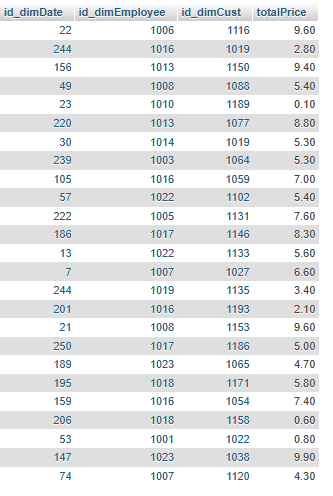 id_dimDate id_dimEmployee id_dimCust totalPrice
22 1006 1116 9.60
244 1016 1019 2.80
156 1013 1150 9.40
49 1008 1088 5.40
23 1010 1189 0.10
220 1013 1077 8.80
30 1014 1019 5.30
239 1003 1064 5.30
105 1016 1059 7.00
57 1022 1102 5.40
222 1005 1131 7.60
186 1017 1146 8.30
13 1022 1133 5.60
7 1007 1027 6.60
244 1019 1135 3.40
201 1016 1193 2.10
21 1008 1153 9.60
250 1017 1186 5.00
189 1023 1065 4.70
195 1018 1171 5.80
159 1016 1054 7.40
206 1018 1158 0.60
53 1001 1022 0.80
147 1023 1038 9.90
74 1007 1120 4.30